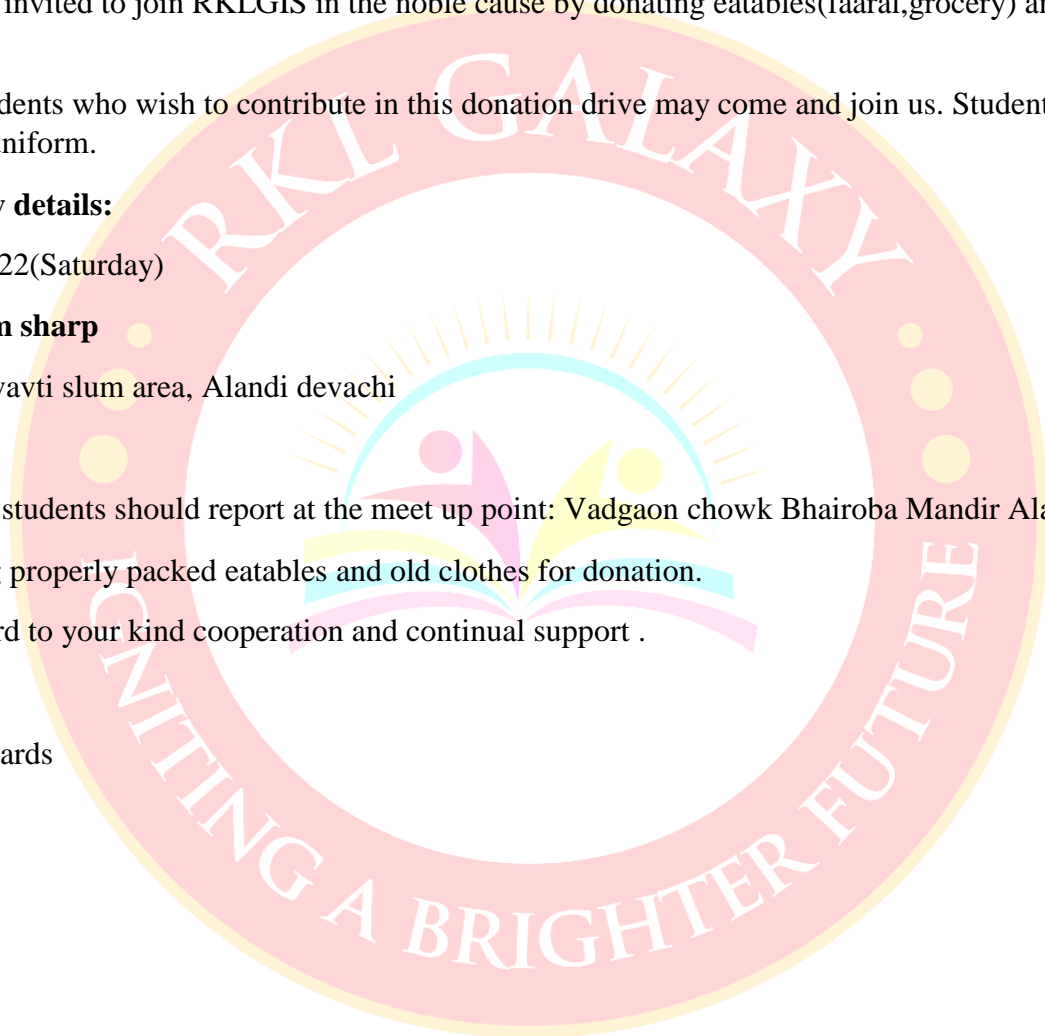 invited to join RKLGIS in the noble cause by donating eatables(faaral,grocery)
dents who wish to contribute in this donation drive may come and join us. Student
uniform.
details:
22(Saturday)
sharp
slum area, Alandi devachi
students should report at the meet up point: Vadgaon chowk Bhairoba Mandir
properly packed eatables and old clothes for donation.
rd to your kind cooperation and continual support .
ards
RKL GALAXY
IGNITING A BRIGHTER FUTURE